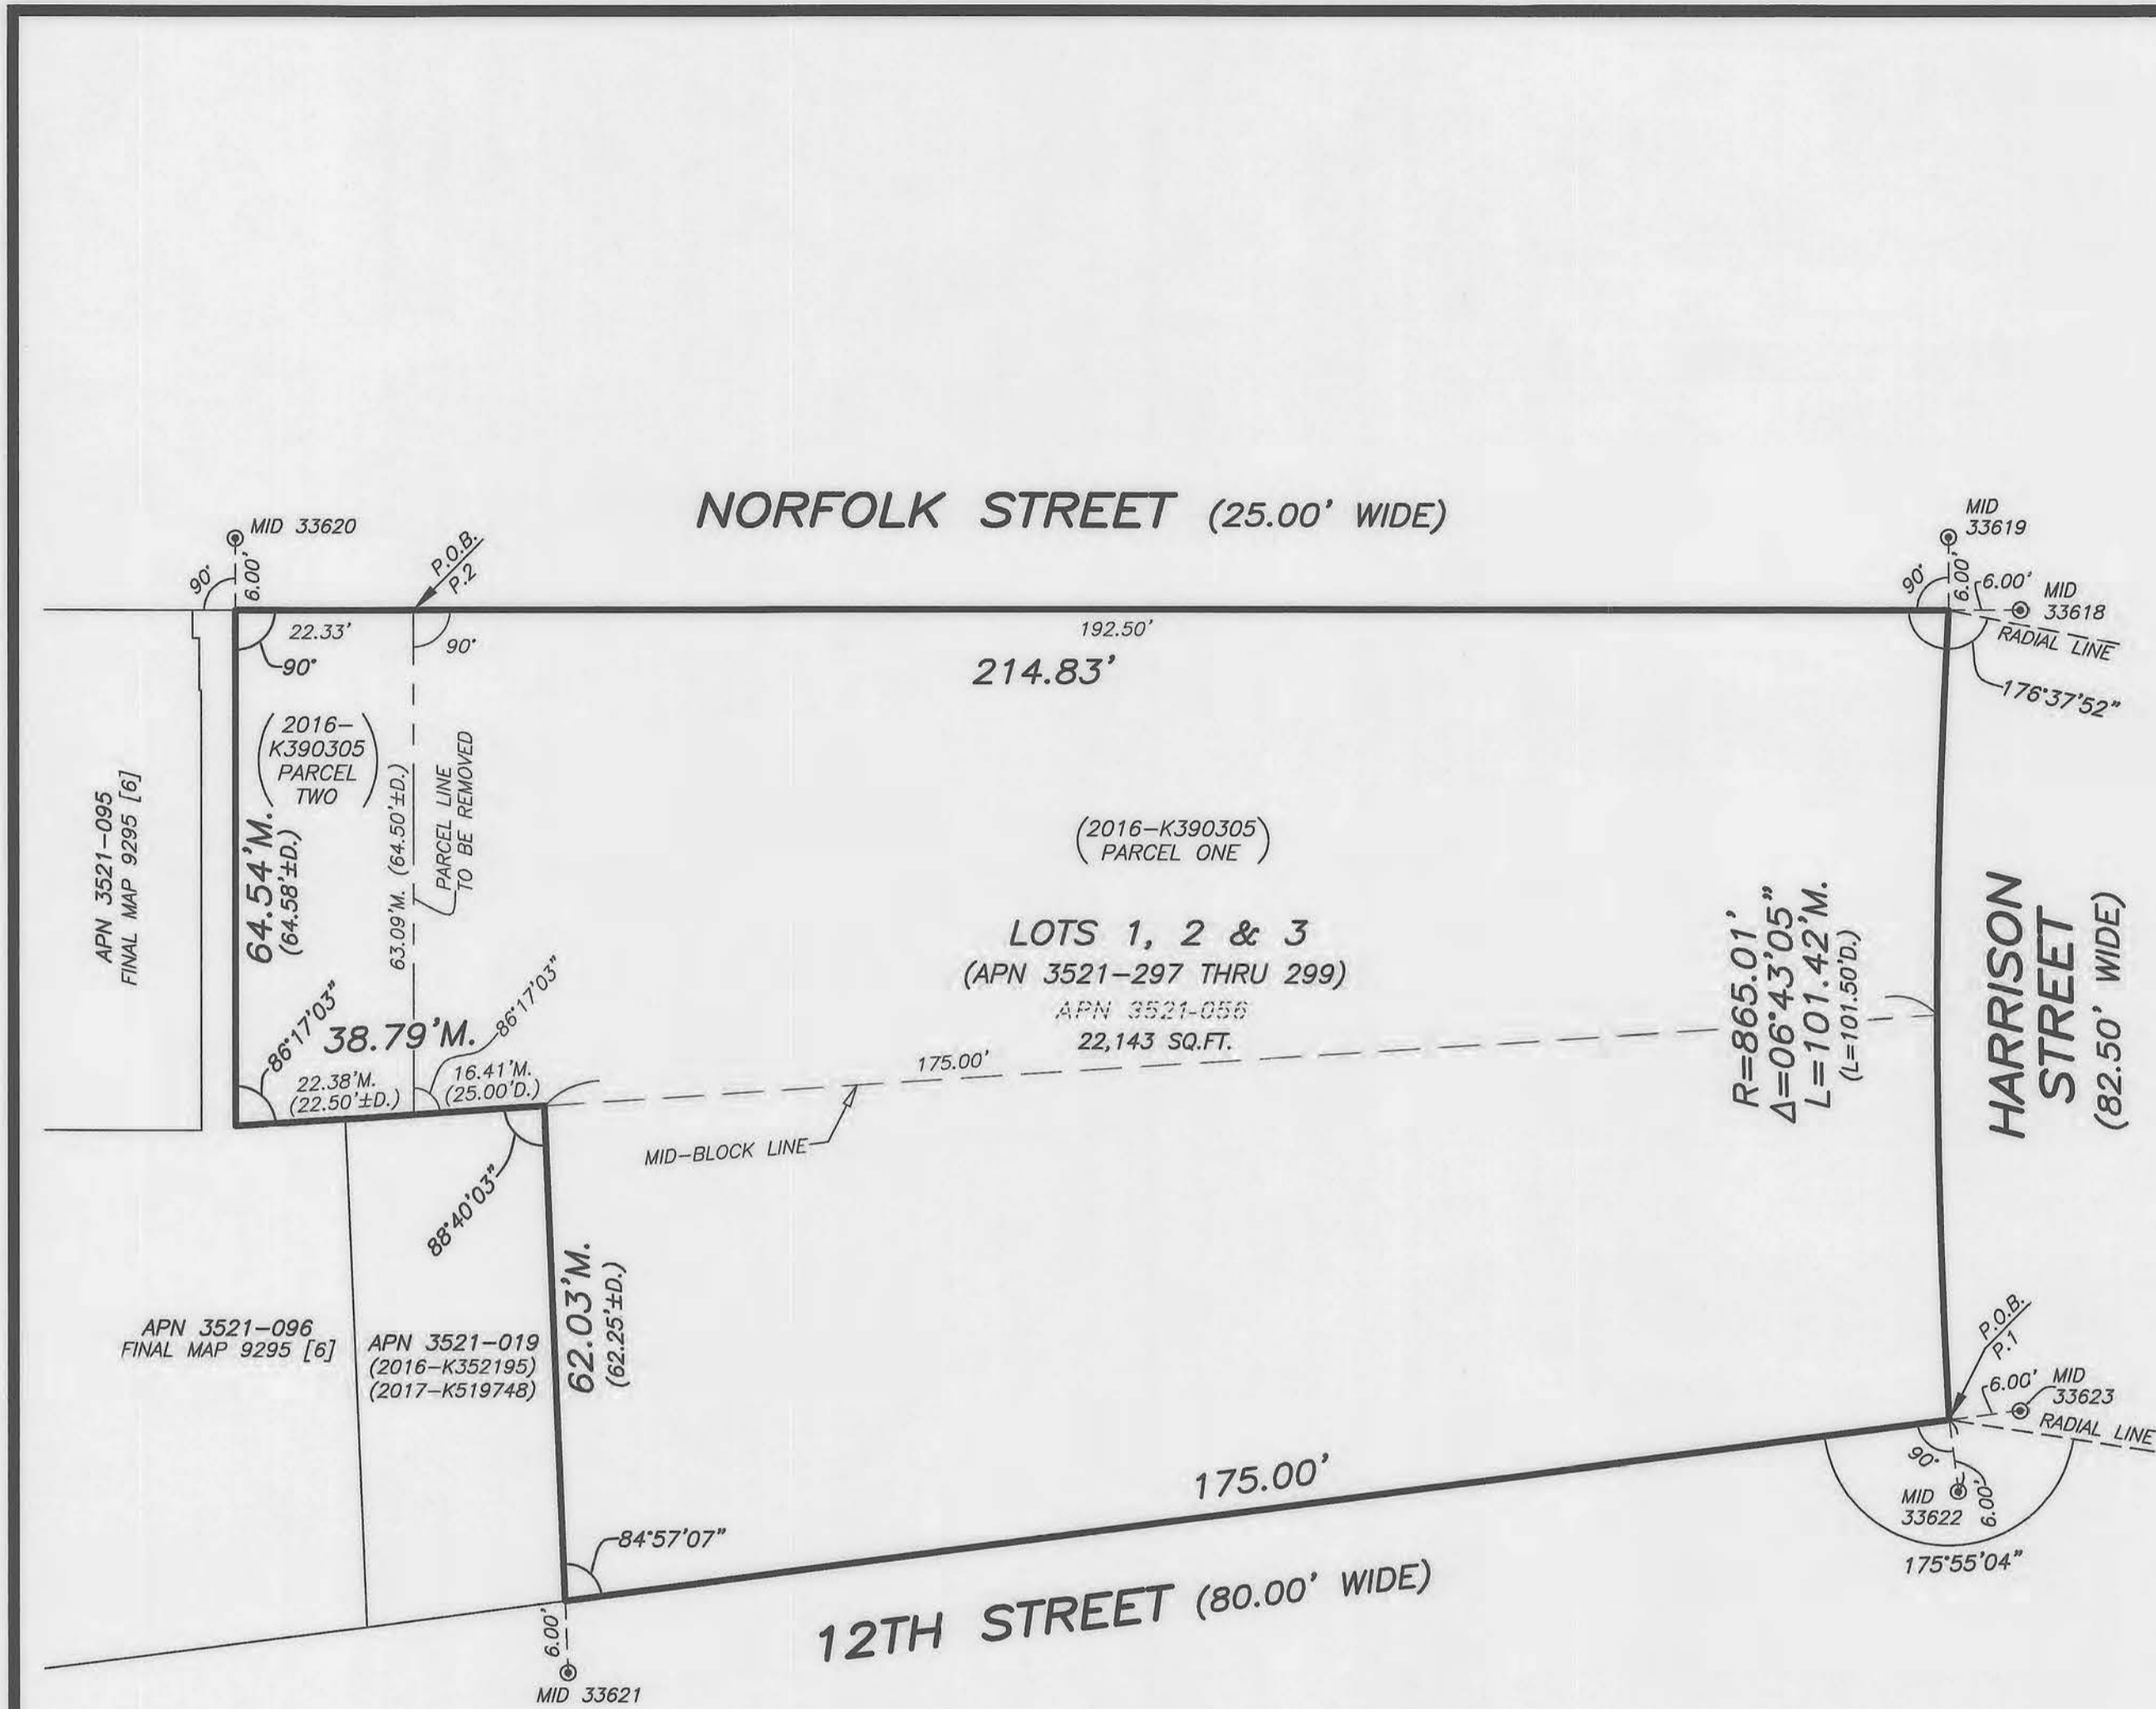 NORFOLK STREET (25.00' WIDE)
MID 33620
90°
6.00'
P.O.B.
P.2
MID
33619
90°
6.00'
6.00'
MID
33618
RADIAL LINE
176°37'52"
22.33'
90°
90°
192.50'
214.83'
(2016-
K390305
PARCEL
TWO)
64.54'M.
(64.58'±D.)
63.09'M. (64.50'±D.)
PARCEL LINE
TO BE REMOVED
APN 3521-095
FINAL MAP 9295 [6]
(2016-K390305
PARCEL ONE)
LOTS 1, 2 & 3
(APN 3521-297 THRU 299)
APN 3521-056
22,143 SQ.FT.
R=865.01'
Δ=06°43'05"
L=101.42'M.
(L=101.50'D.)
HARRISON
STREET
(82.50' WIDE)
86°17'03"
38.79'M.
86°17'03"
22.38'M.
(22.50'±D.)
16.41'M.
(25.00'D.)
175.00'
MID-BLOCK LINE
88°40'03"
62.03'M.
(62.25'±D.)
APN 3521-096
FINAL MAP 9295 [6]
APN 3521-019
(2016-K352195)
(2017-K519748)
P.O.B.
P.1
6.00'
MID
33623
RADIAL LINE
90°
MID
33622
6.00'
175°55'04"
175.00'
84°57'07"
12TH STREET (80.00' WIDE)
6.00'
MID 33621